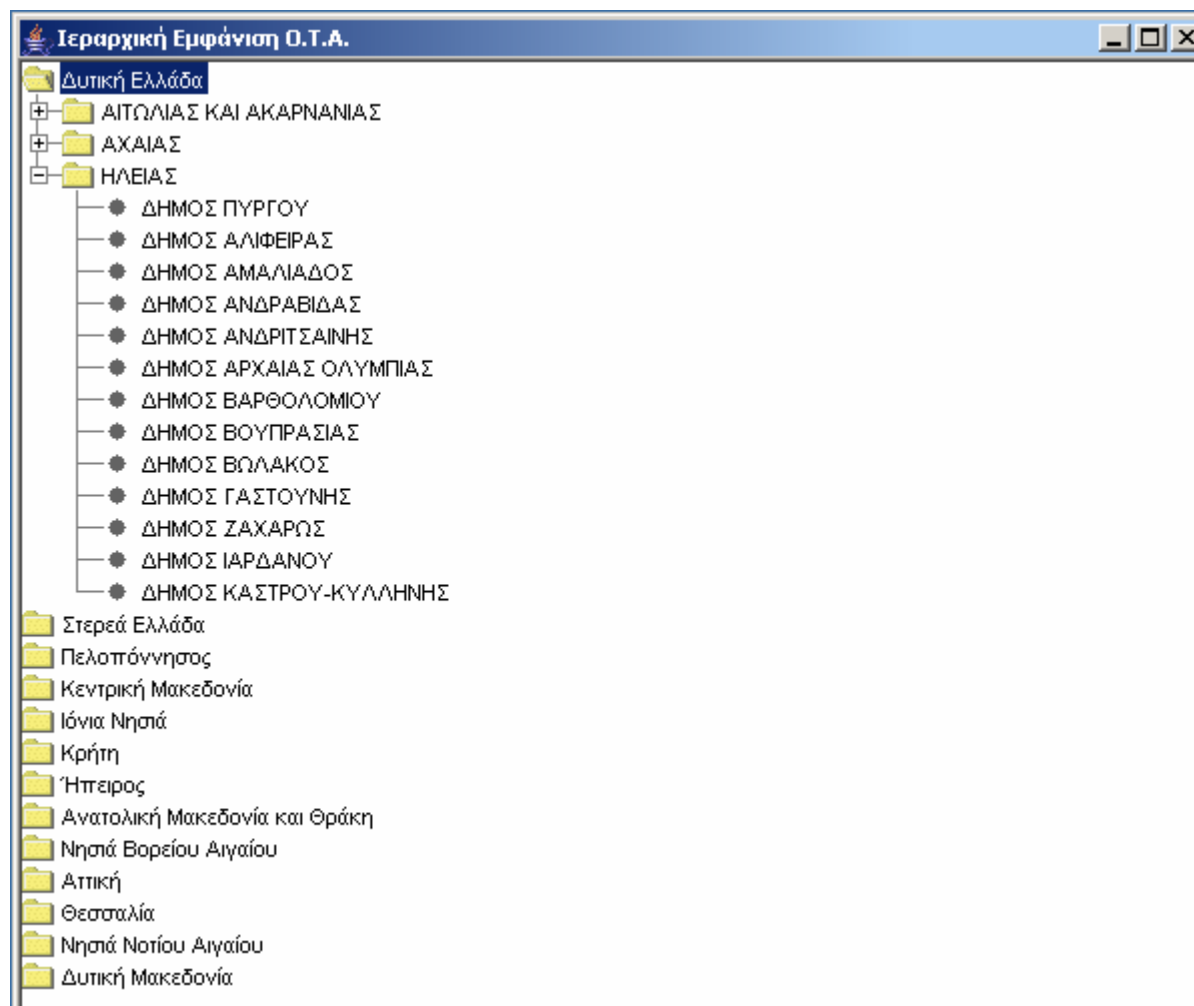 Ιεραρχική Εμφάνιση Ο.Τ.Α.
Δυτική Ελλάδα
ΑΙΤΩΛΙΑΣ ΚΑΙ ΑΚΑΡΝΑΝΙΑΣ
ΑΧΑΙΑΣ
ΗΛΕΙΑΣ
ΔΗΜΟΣ ΠΥΡΓΟΥ
ΔΗΜΟΣ ΑΛΙΦΕΙΡΑΣ
ΔΗΜΟΣ ΑΜΑΛΙΑΔΟΣ
ΔΗΜΟΣ ΑΝΔΡΑΒΙΔΑΣ
ΔΗΜΟΣ ΑΝΔΡΙΤΣΑΙΝΗΣ
ΔΗΜΟΣ ΑΡΧΑΙΑΣ ΟΛΥΜΠΙΑΣ
ΔΗΜΟΣ ΒΑΡΘΟΛΟΜΙΟΥ
ΔΗΜΟΣ ΒΟΥΠΡΑΣΙΑΣ
ΔΗΜΟΣ ΒΩΛΑΚΟΣ
ΔΗΜΟΣ ΓΑΣΤΟΥΝΗΣ
ΔΗΜΟΣ ΖΑΧΑΡΩΣ
ΔΗΜΟΣ ΙΑΡΔΑΝΟΥ
ΔΗΜΟΣ ΚΑΣΤΡΟΥ-ΚΥΛΛΗΝΗΣ
Στερεά Ελλάδα
Πελοπόννησος
Κεντρική Μακεδονία
Ιόνια Νησιά
Κρήτη
Ήπειρος
Ανατολική Μακεδονία και Θράκη
Νησιά Βορείου Αιγαίου
Αττική
Θεσσαλία
Νησιά Νοτίου Αιγαίου
Δυτική Μακεδονία